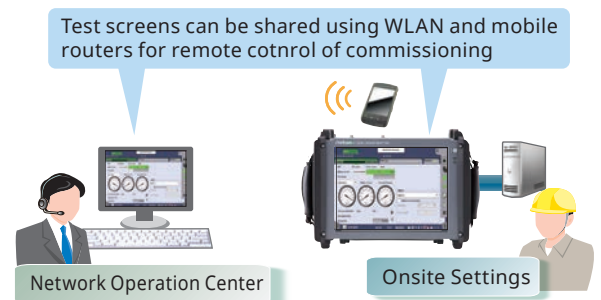 Test screens can be shared using WLAN and mobile
routers for remote cotnrol of commissioning
Network Operation Center
Onsite Settings